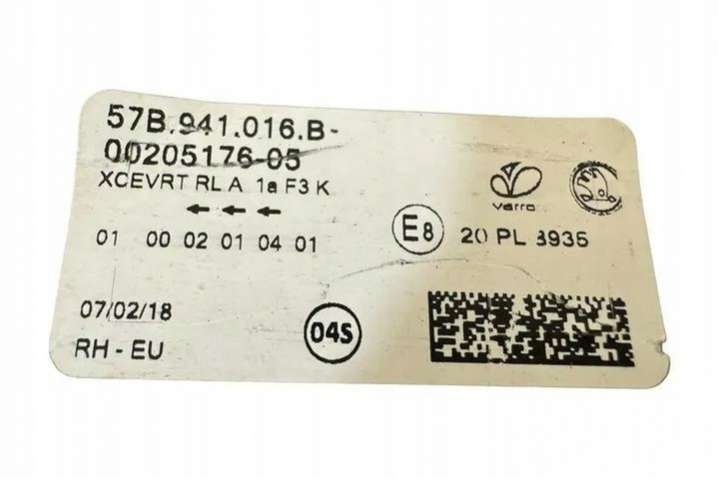 57B.941.016.B-
00205176-05
XCEVRT RL A 1a F3 K
←←←
01 00 02 01 04 01
E8 20 PL 3935
07/02/18
04S
RH - EU